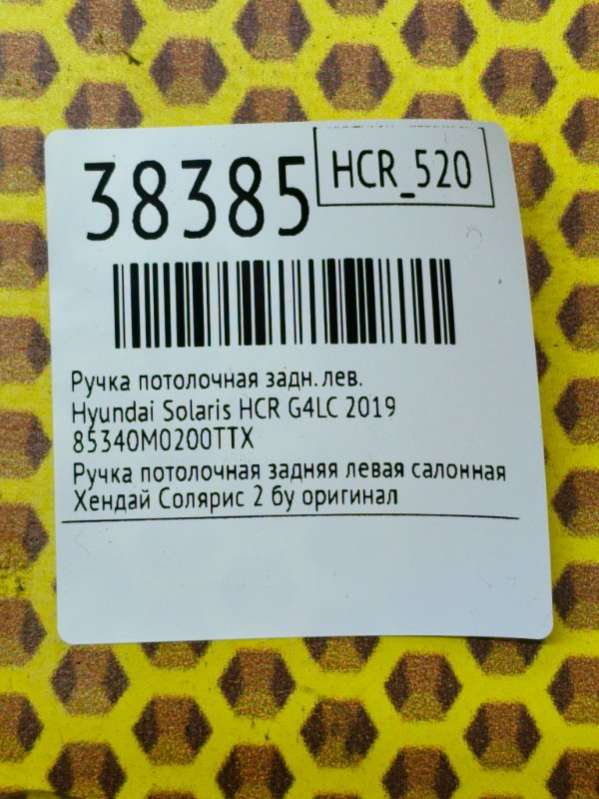 38385
HCR_520
Ручка потолочная задн. лев.
Hyundai Solaris HCR G4LC 2019
85340M0200TTX
Ручка потолочная задняя левая салонная
Хендай Солярис 2 бу оригинал